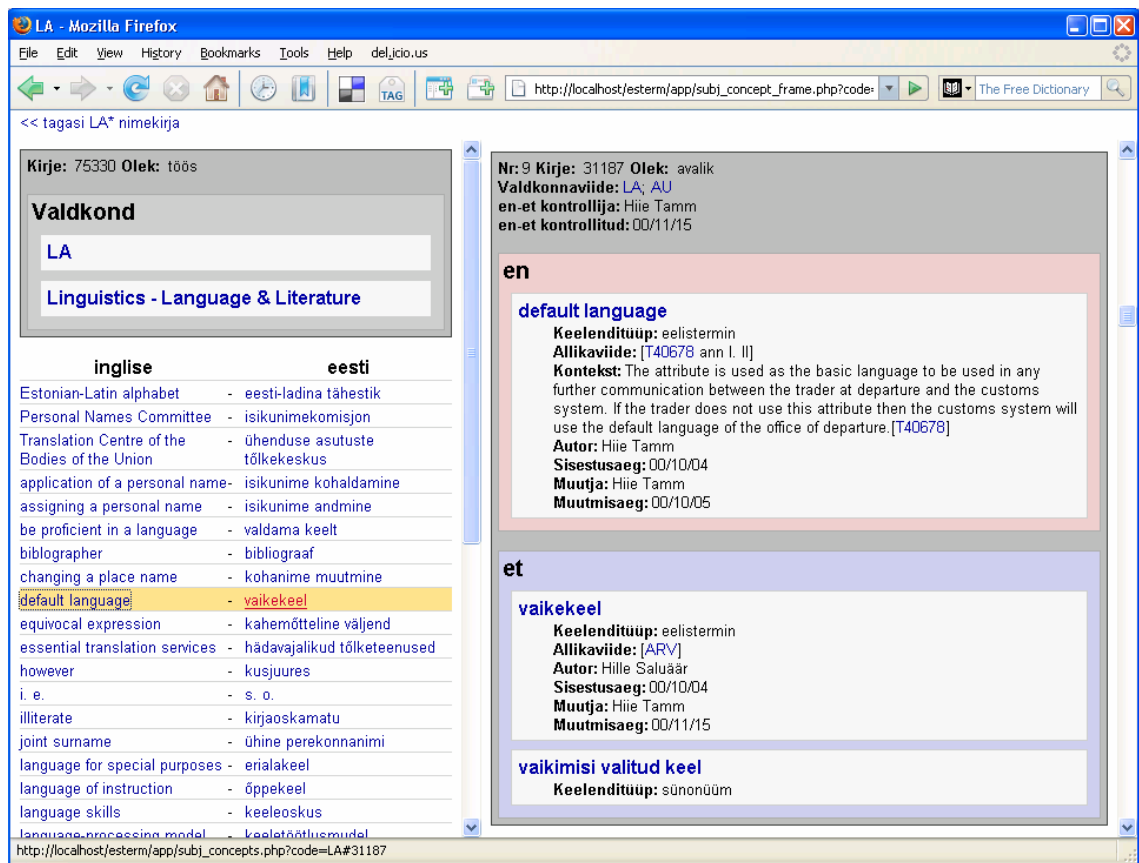 LA - Mozilla Firefox
File Edit View History Bookmarks Tools Help del.icio.us
TAG http://localhost/esterm/app/subj_concept_frame.php?code= The Free Dictionary
<< tagasi LA* nimekirja
Kirje: 75330 Olek: töös
Valdkond
LA
Linguistics - Language & Literature
inglise eesti
Estonian-Latin alphabet - eesti-ladina tähestik
Personal Names Committee - isikunimekomisjon
Translation Centre of the - ühenduse asutuste
Bodies of the Union tõlkekeskus
application of a personal name- isikunime kohaldamine
assigning a personal name - isikunime andmine
be proficient in a language - valdama keelt
biblographer - bibliograaf
changing a place name - kohanime muutmine
default language - vaikekeel
equivocal expression - kahemõtteline väljend
essential translation services - hädavajalikud tõlketeenused
however - kusjuures
i. e. - s. o.
illiterate - kirjaoskamatu
joint surname - ühine perekonnanimi
language for special purposes - erialakeel
language of instruction - õppekeel
language skills - keeleoskus
language-processing model - keeletöötlusmudel
Nr: 9 Kirje: 31187 Olek: avalik
Valdkonnaviide: LA; AU
en-et kontrollija: Hiie Tamm
en-et kontrollitud: 00/11/15
en
default language
Keelenditüüp: eelistermin
Allikaviide: [T40678 ann I. II]
Kontekst: The attribute is used as the basic language to be used in any
further communication between the trader at departure and the customs
system. If the trader does not use this attribute then the customs system will
use the default language of the office of departure.[T40678]
Autor: Hiie Tamm
Sisestusaeg: 00/10/04
Muutja: Hiie Tamm
Muutmisaeg: 00/10/05
et
vaikekeel
Keelenditüüp: eelistermin
Allikaviide: [ARV]
Autor: Hille Saluäär
Sisestusaeg: 00/10/04
Muutja: Hiie Tamm
Muutmisaeg: 00/11/15
vaikimisi valitud keel
Keelenditüüp: sünonüüm
http://localhost/esterm/app/subj_concepts.php?code=LA#31187